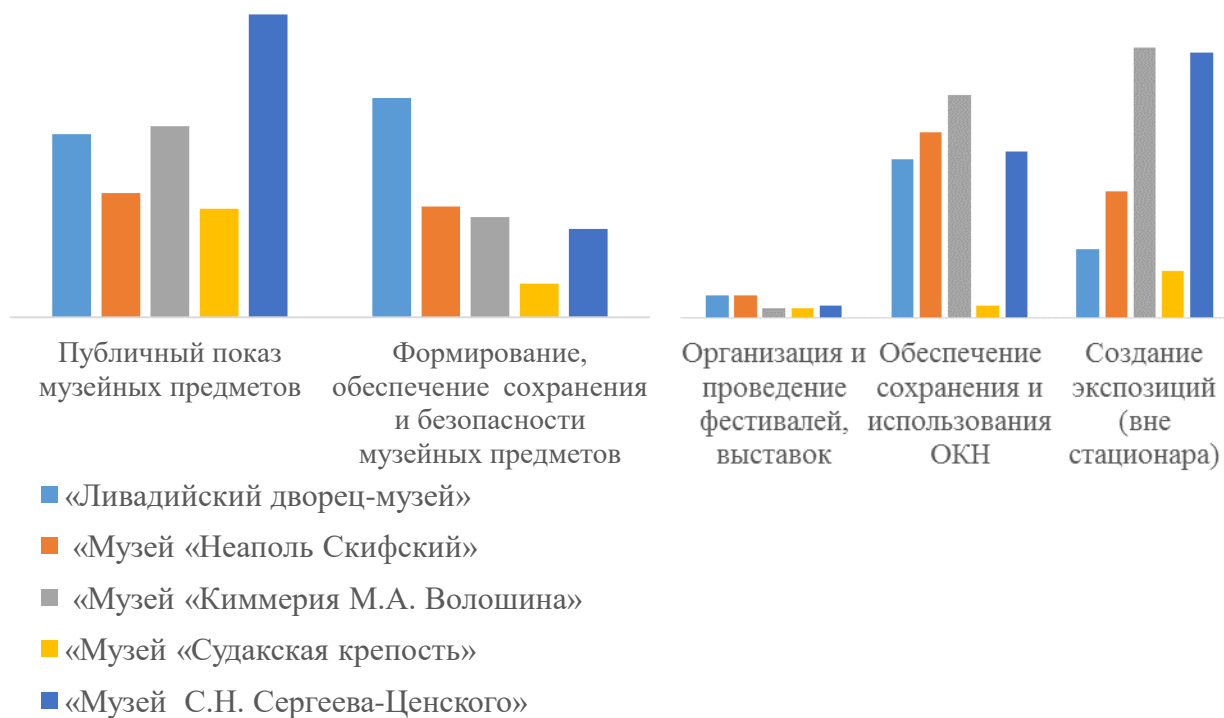 Публичный показ
музейных предметов
Формирование,
обеспечение сохранения
и безопасности
музейных предметов
Организация и
проведение
фестивалей,
выставок
Обеспечение
сохранения и
использования
ОКН
Создание
экспозиций
(вне
стационара)
«Ливадийский дворец-музей»
«Музей «Неаполь Скифский»
«Музей «Киммерия М.А. Волошина»
«Музей «Судакская крепость»
«Музей С.Н. Сергеева-Ценского»